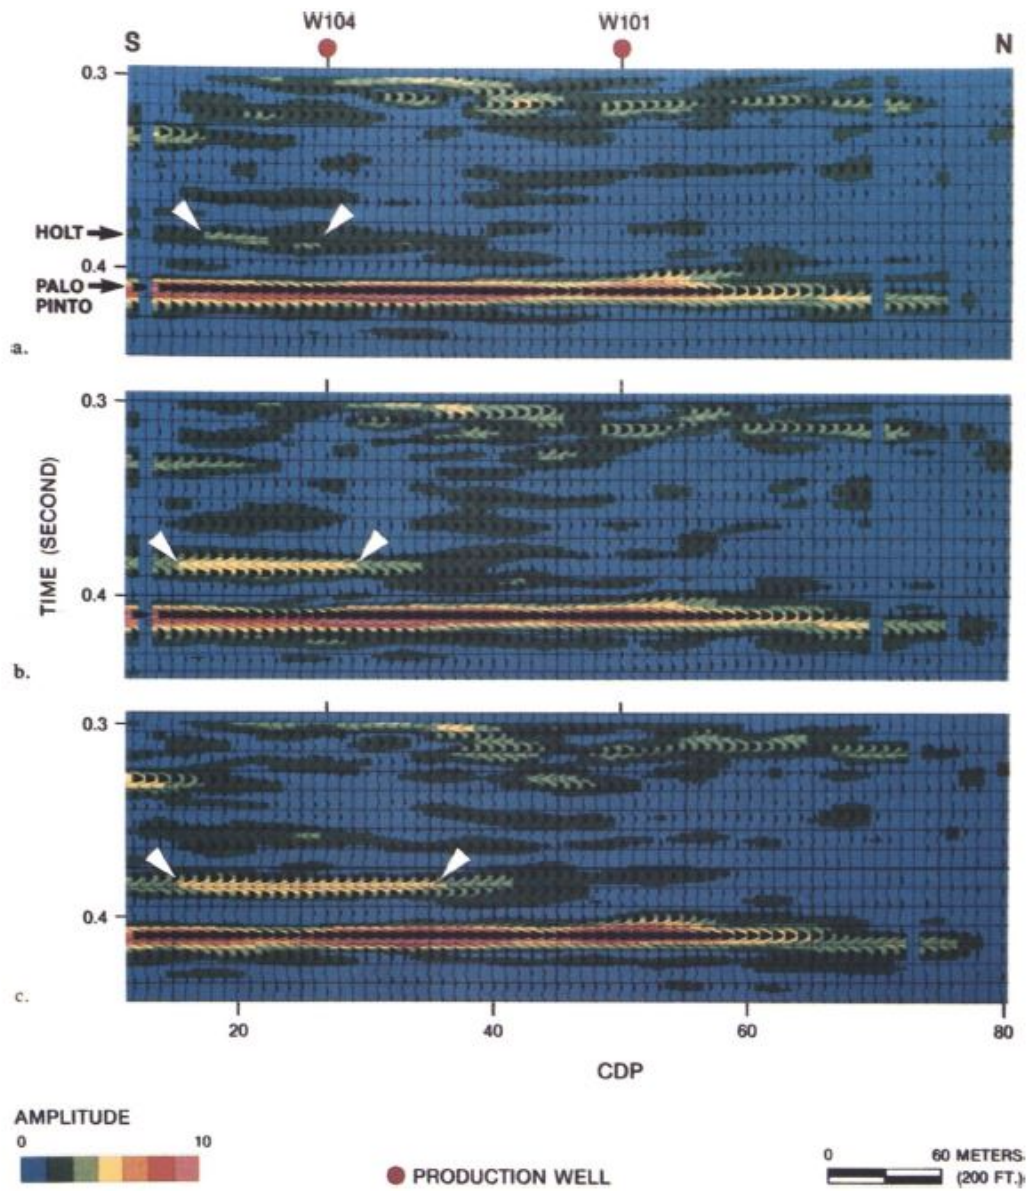 W104 W101
S N
0.3
HOLT
0.4
PALO
PINTO
a.
0.3
TIME (SECOND)
0.4
b.
0.3
0.4
c.
20 40 60 80
CDP
AMPLITUDE
0 10
PRODUCTION WELL
0 60 METERS
(200 FT.)